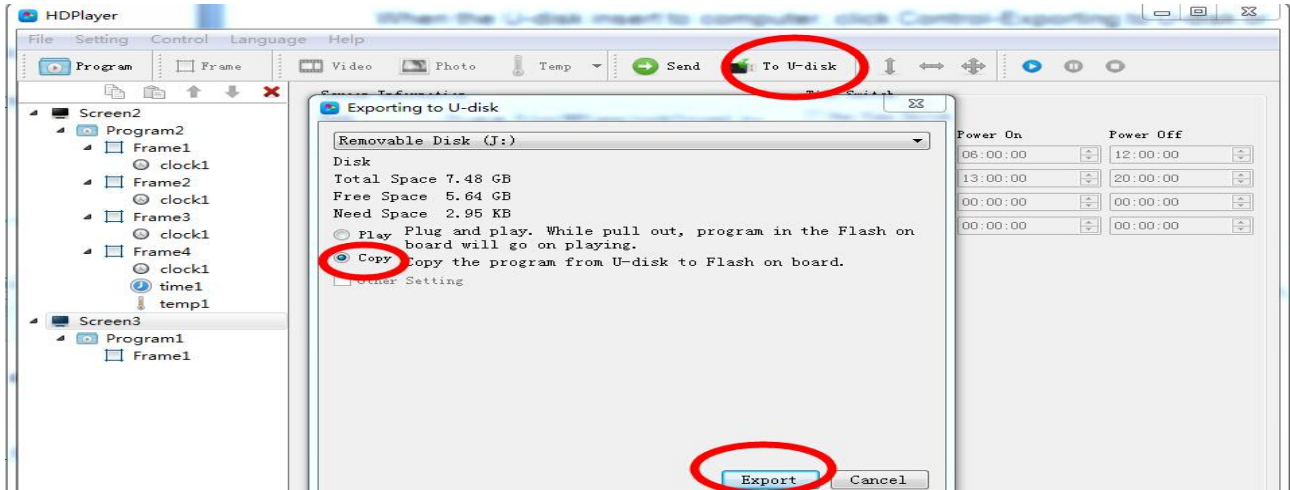 When the U-disk insert to computer, click Control-Exporting to U-disk or
HDPlayer
File Setting Control Language Help
Program Frame Video Photo Temp Send To U-disk
Screen2
Program2
Frame1
clock1
Frame2
clock1
Frame3
clock1
Frame4
clock1
time1
temp1
Screen3
Program1
Frame1
Exporting to U-disk
Removable Disk (J:)
Disk
Total Space 7.48 GB
Free Space 5.64 GB
Need Space 2.95 KB
Play Plug and play. While pull out, program in the Flash on
board will go on playing.
Copy Copy the program from U-disk to Flash on board.
Other Setting
Export Cancel
Power On Power Off
06:00:00 12:00:00
13:00:00 20:00:00
00:00:00 00:00:00
00:00:00 00:00:00